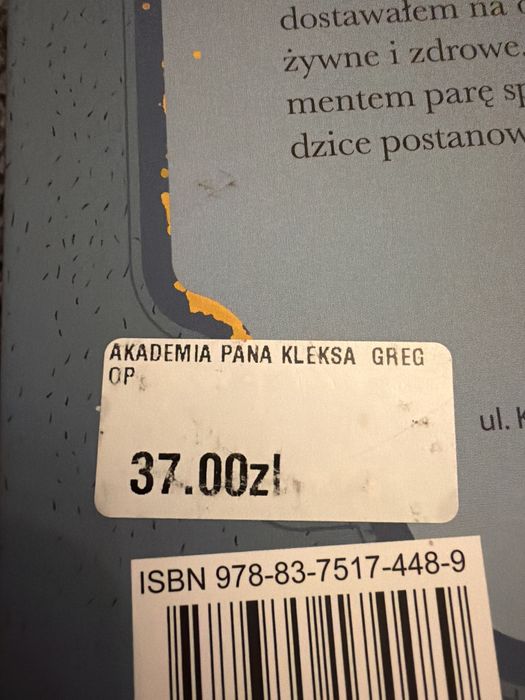 dostawałem na
żywne i zdrowe.
mentem parę sp
dzice postanow
AKADEMIA PANA KLEKSA GREG
OP.
37.00zl
ul. K
ISBN 978-83-7517-448-9